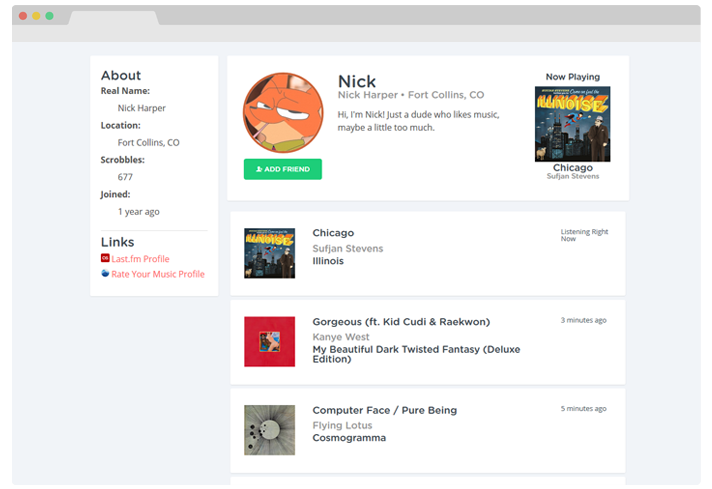 About
Real Name:
Nick Harper
Location:
Fort Collins, CO
Scrobbles:
677
Joined:
1 year ago
Links
Last.fm Profile
Rate Your Music Profile
Nick
Nick Harper • Fort Collins, CO
Hi, I'm Nick! Just a dude who likes music,
maybe a little too much.
ADD FRIEND
Now Playing
ILLINOISE
Chicago
Sufjan Stevens
ILLINOISE
Chicago
Sufjan Stevens
Illinois
Listening Right
Now
Gorgeous (ft. Kid Cudi & Raekwon)
Kanye West
My Beautiful Dark Twisted Fantasy (Deluxe
Edition)
3 minutes ago
Computer Face / Pure Being
Flying Lotus
Cosmogramma
5 minutes ago